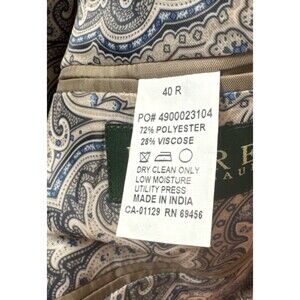 40 R
PO# 4900023104
72% POLYESTER
28% VISCOSE
DRY CLEAN ONLY
LOW MOISTURE
UTILITY PRESS
MADE IN INDIA
CA-01129 RN 69456